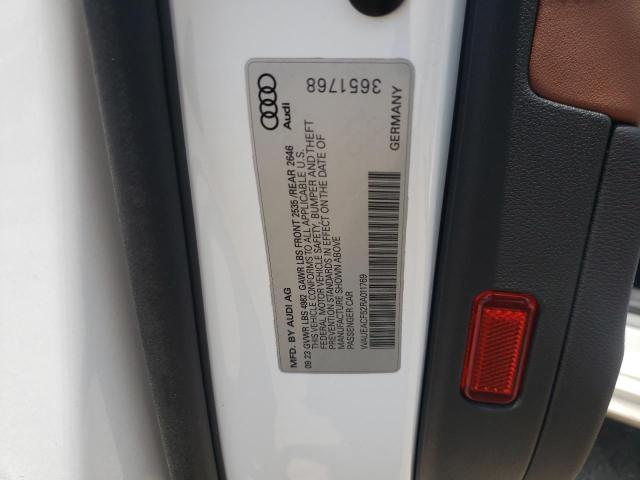 Audi
3651768
GERMANY
MFD. BY AUDI AG
09 23 GVWR LBS 4982 GAWR LBS FRONT 2535 /REAR 2646
THIS VEHICLE CONFORMS TO ALL APPLICABLE U.S.
FEDERAL MOTOR VEHICLE SAFETY, BUMPER AND THEFT
PREVENTION STANDARDS IN EFFECT ON THE DATE OF
MANUFACTURE SHOWN ABOVE
PASSENGER CAR
WAUEACF52RA011769